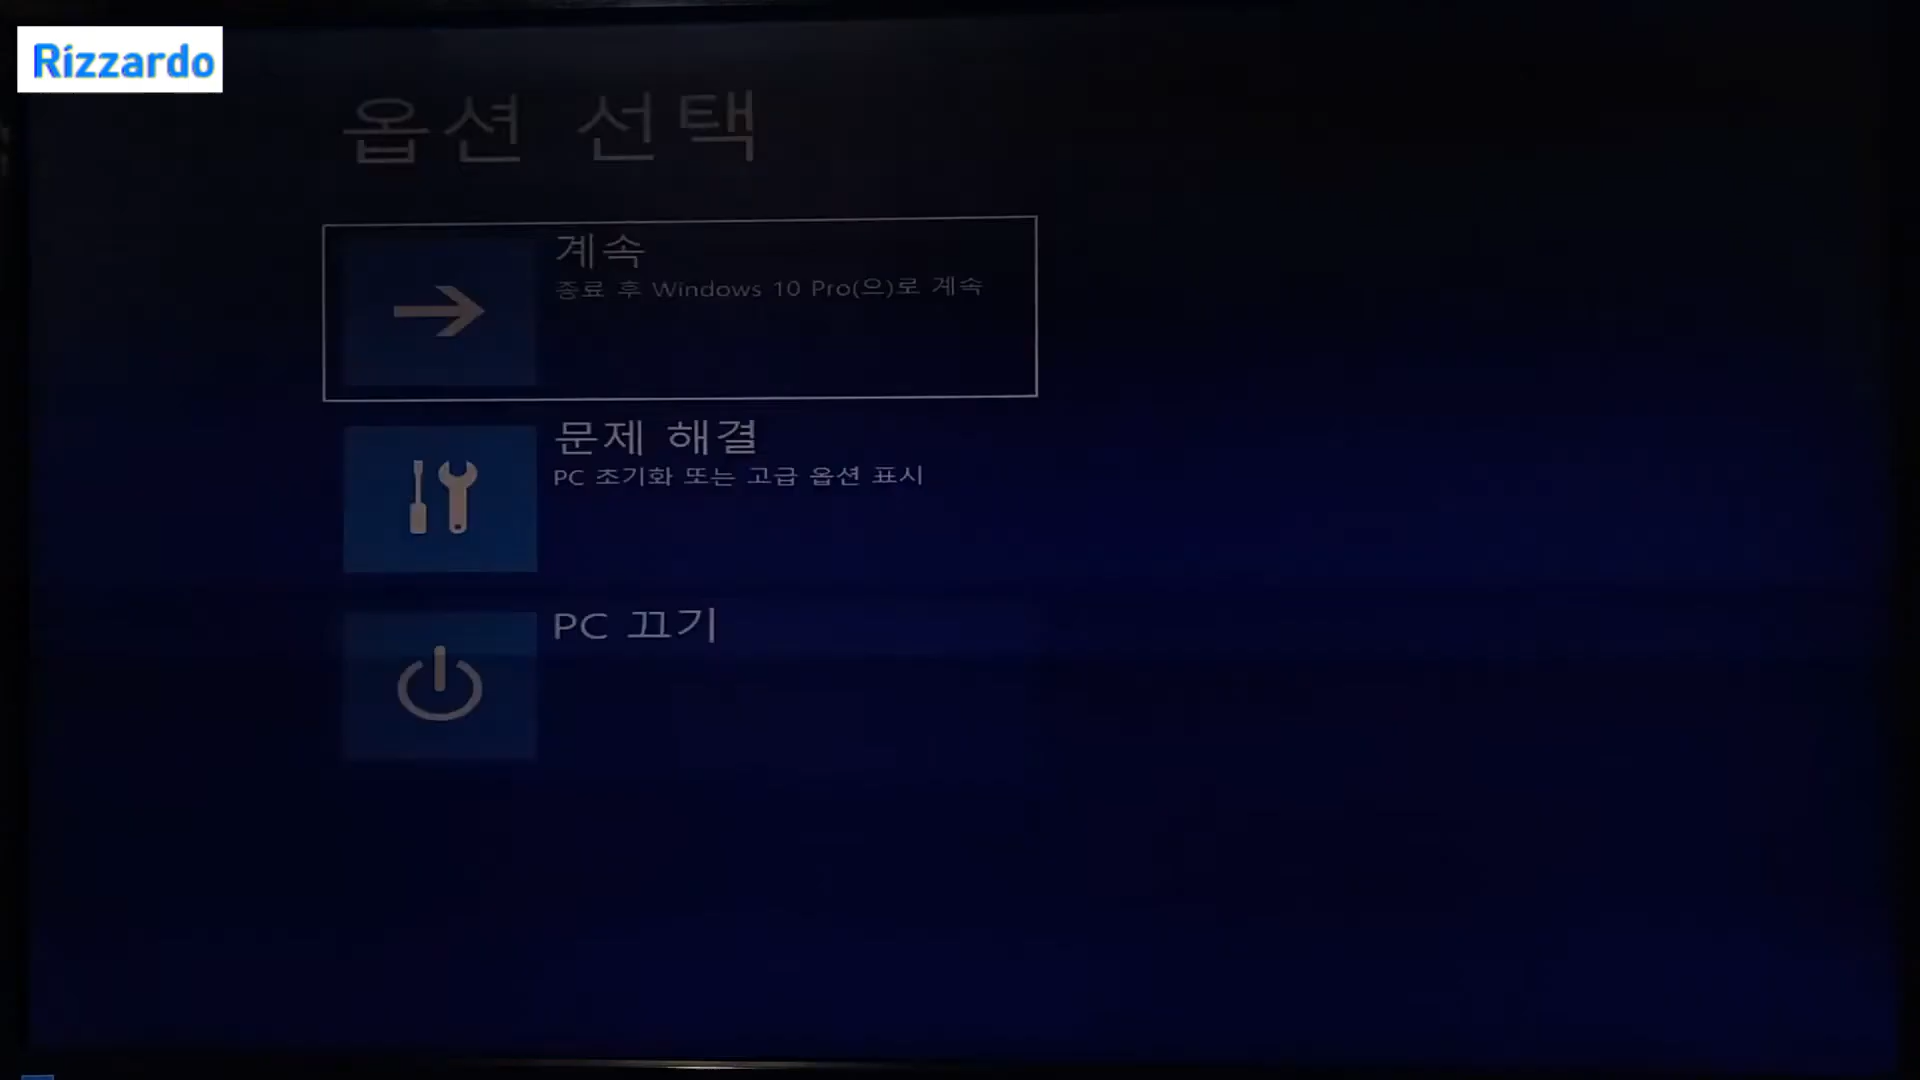 Rizzardo
옵션 선택
계속
종료 후 Windows 10 Pro(으)로 계속
문제 해결
PC 초기화 또는 고급 옵션 표시
PC 끄기